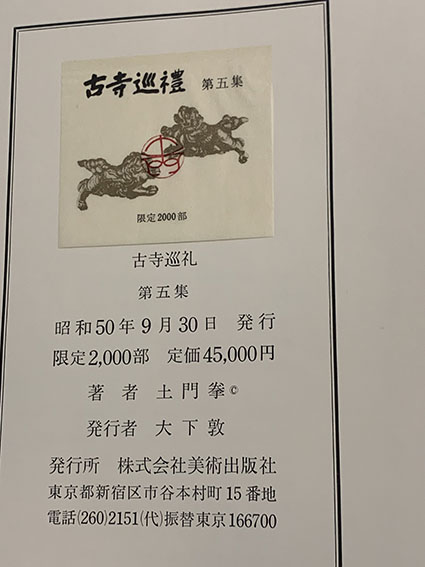 古寺巡禮 第五集
限定2000部
古寺巡礼
第五集
昭和50年9月30日 発行
限定2,000部 定価45,000円
著者 土門拳©
発行者 大下敦
発行所 株式会社美術出版社
東京都新宿区市谷本村町15番地
電話(260)2151(代)振替東京166700